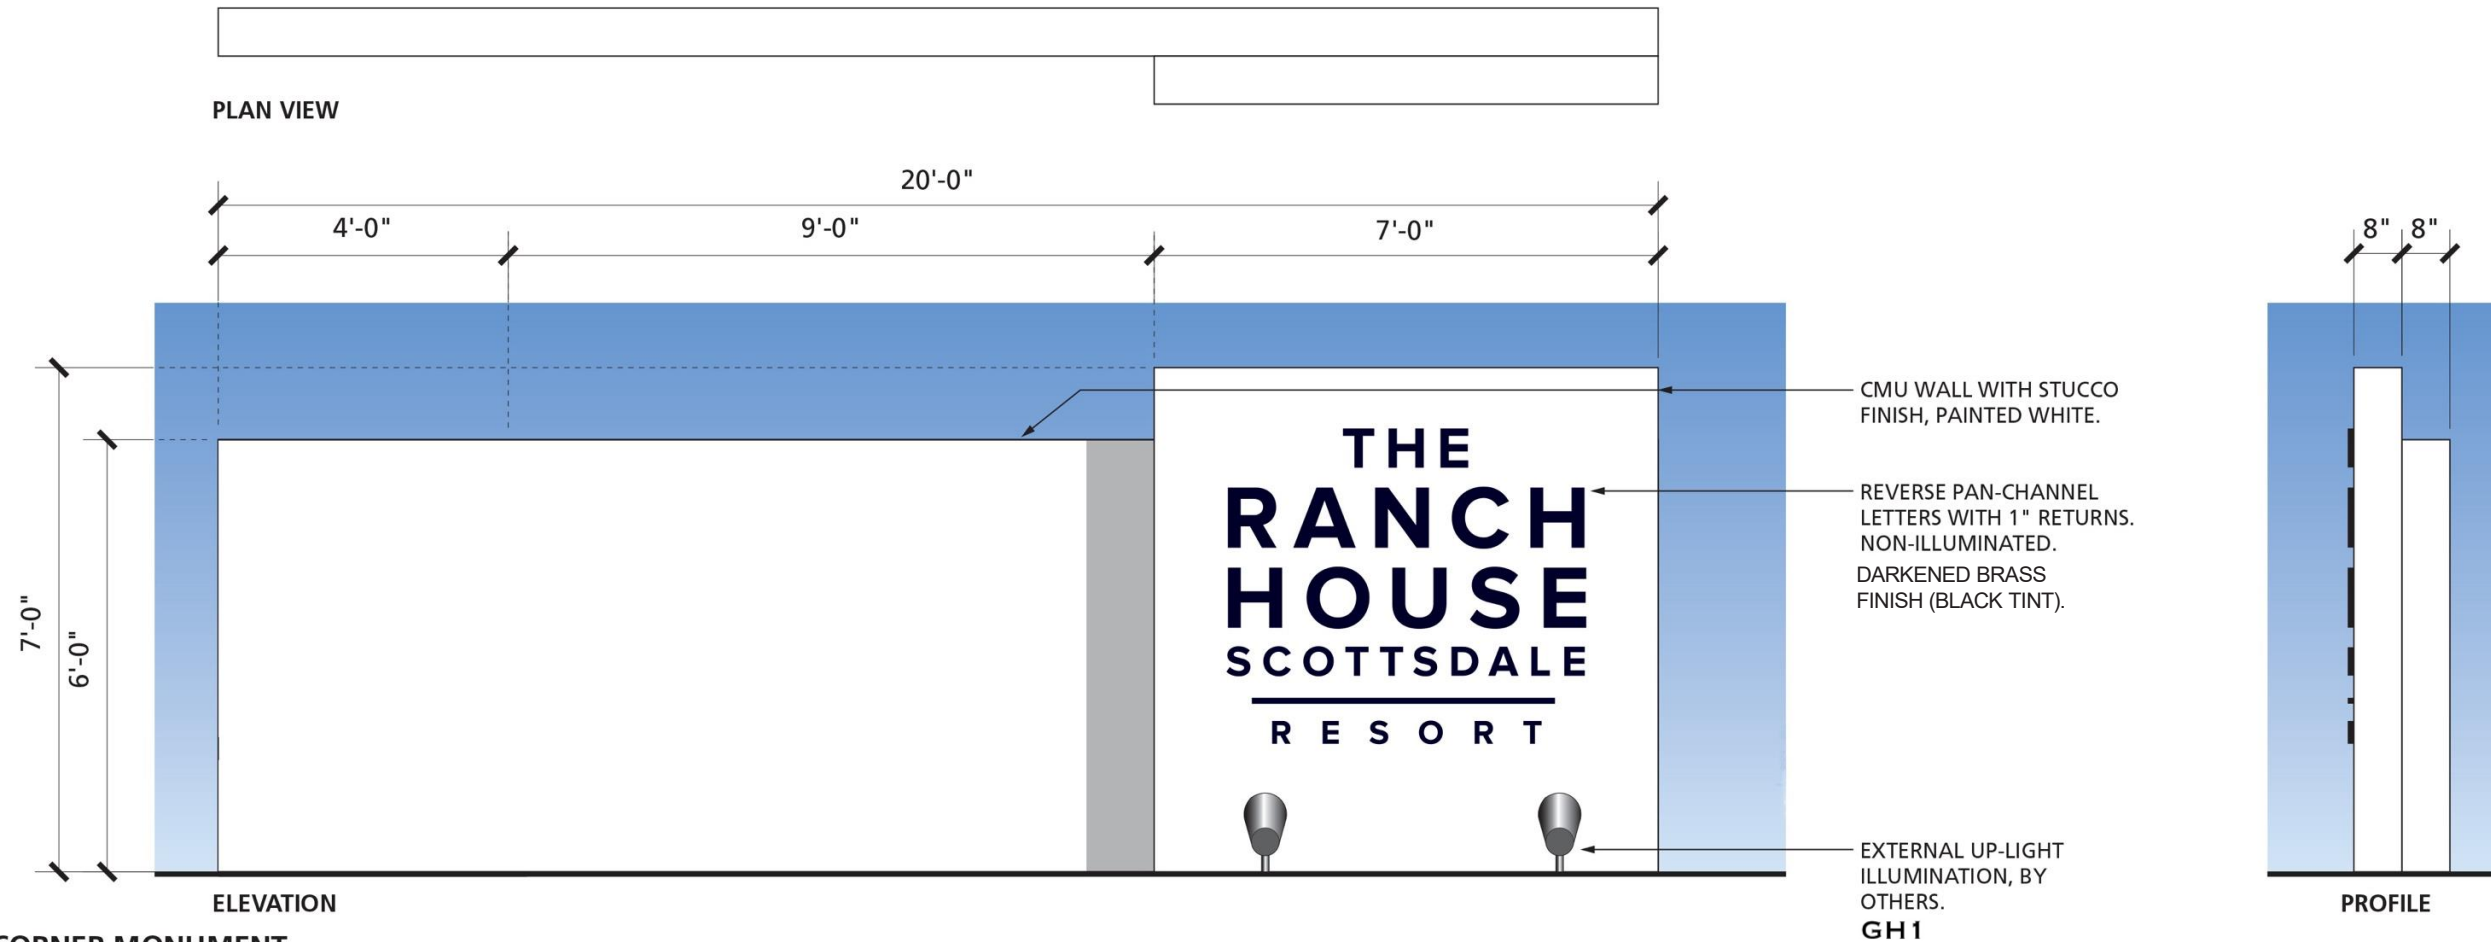 PLAN VIEW
20'-0"
4'-0"
9'-0"
7'-0"
8"
8"
7'-0"
6'-0"
CMU WALL WITH STUCCO
FINISH, PAINTED WHITE.
THE
RANCH
HOUSE
SCOTTSDALE
RESORT
REVERSE PAN-CHANNEL
LETTERS WITH 1" RETURNS.
NON-ILLUMINATED.
DARKENED BRASS
FINISH (BLACK TINT).
EXTERNAL UP-LIGHT
ILLUMINATION, BY
OTHERS.
GH1
ELEVATION
PROFILE
CORNER MONUMENT